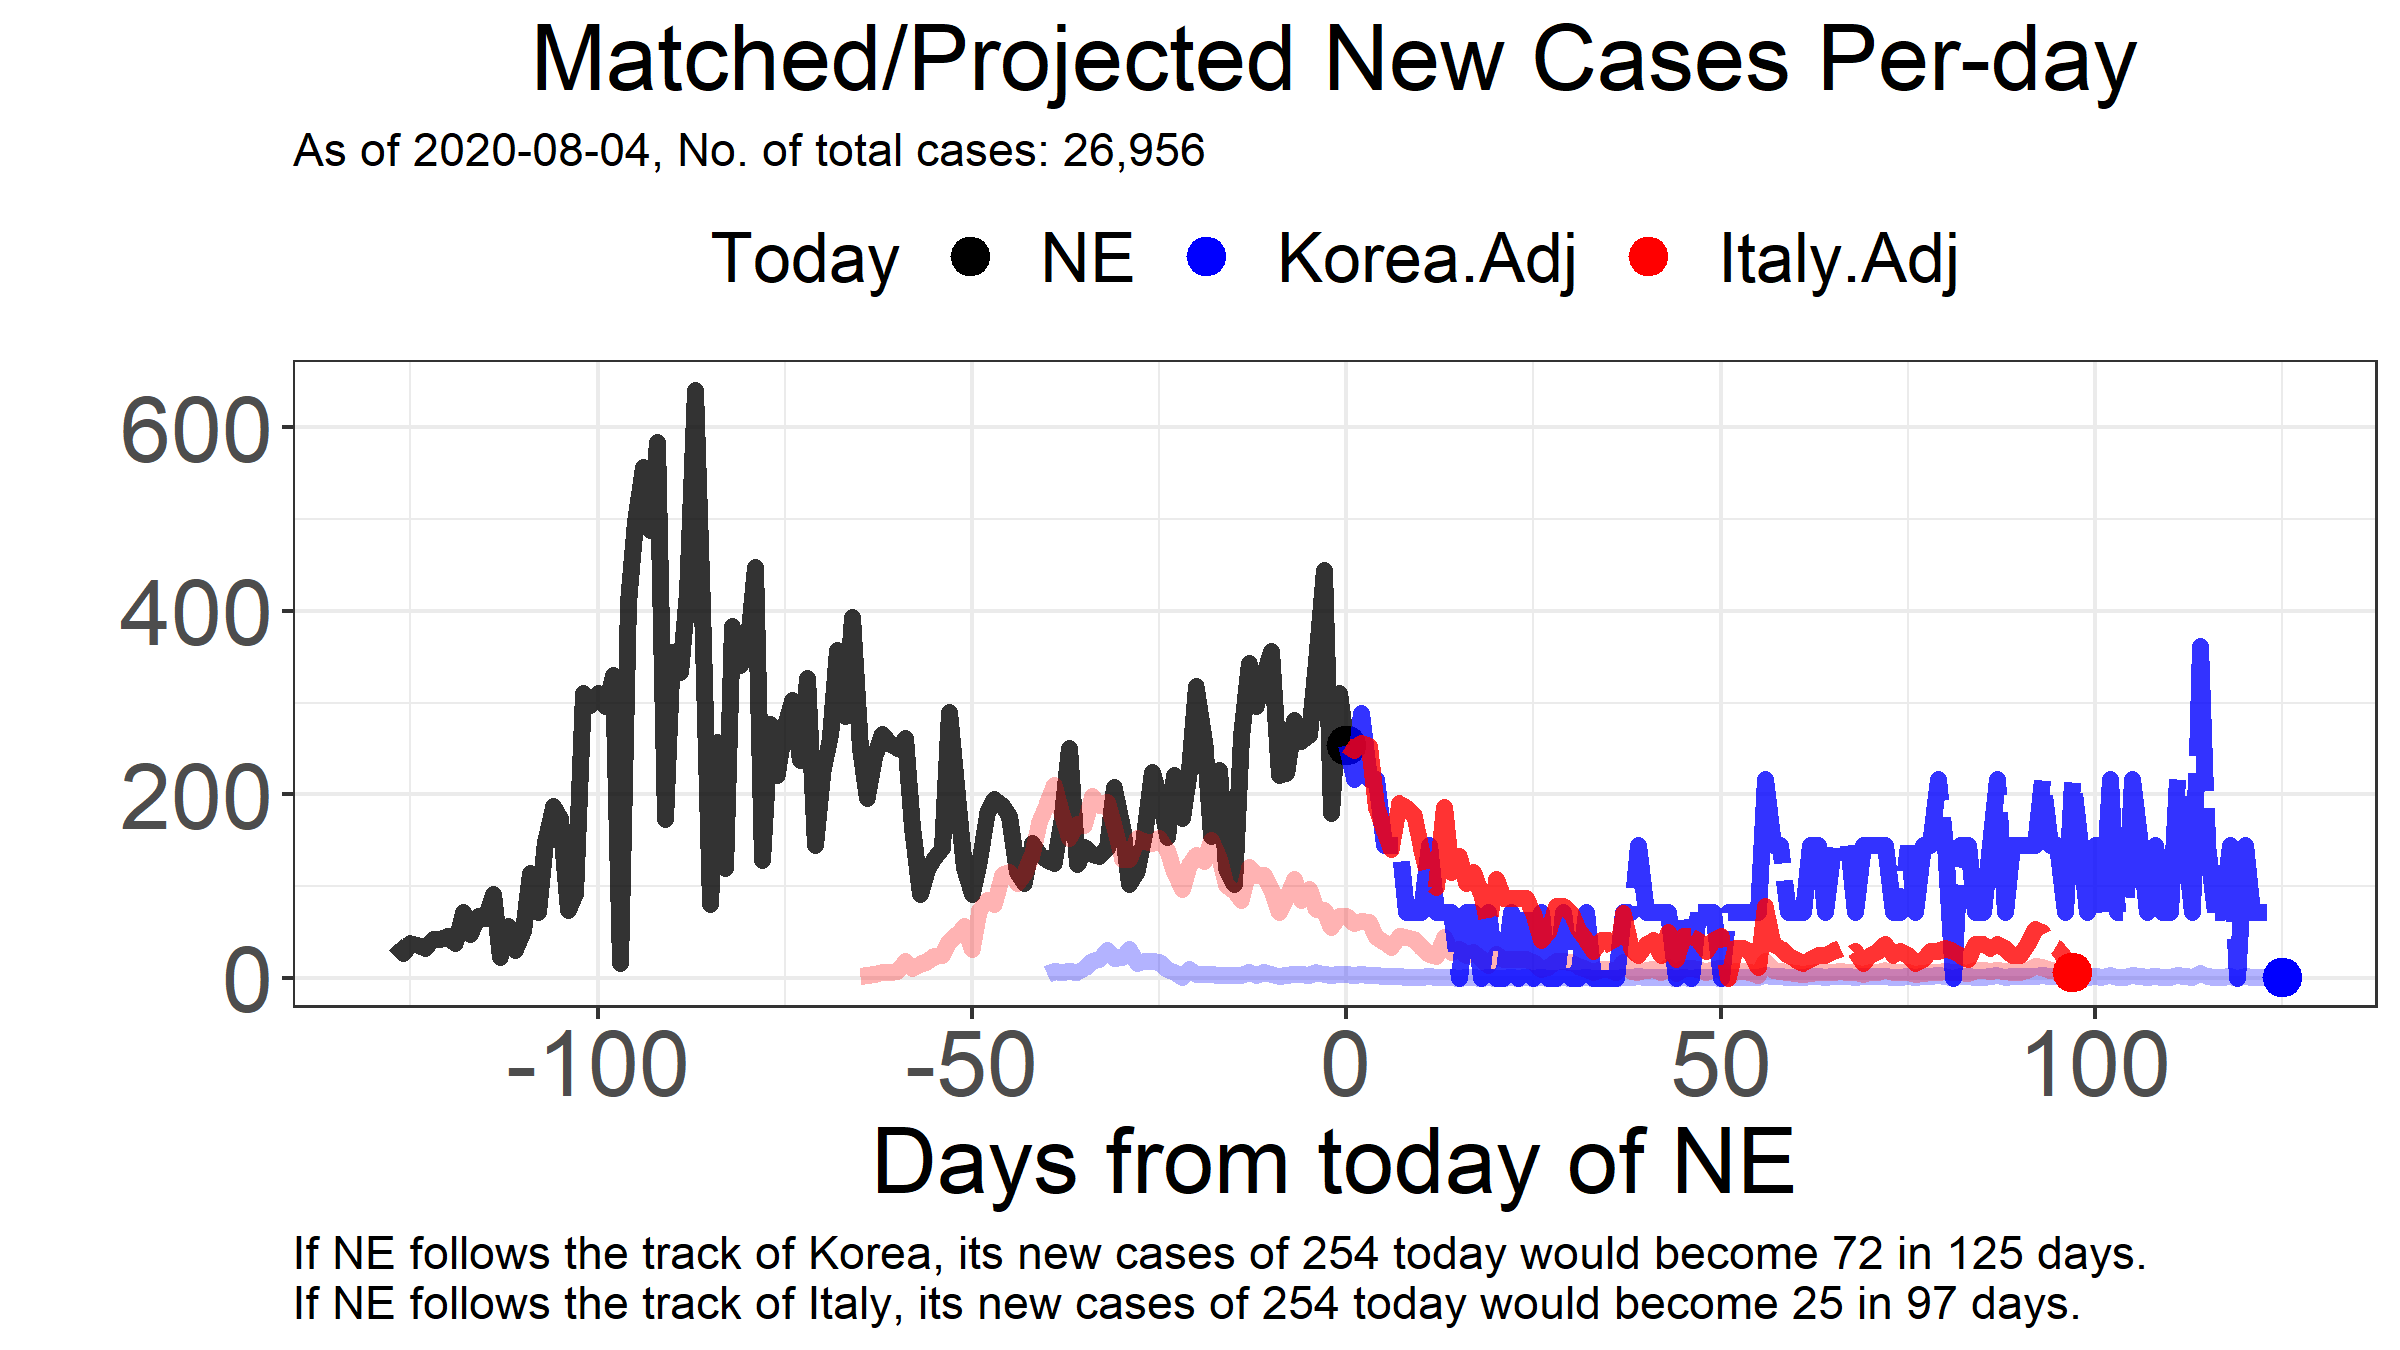 Matched/Projected New Cases Per-day
As of 2020-08-04, No. of total cases: 26,956
Today NE Korea.Adj Italy.Adj
600
400
200
0
-100 -50 0 50 100
Days from today of NE
If NE follows the track of Korea, its new cases of 254 today would become 72 in 125 days.
If NE follows the track of Italy, its new cases of 254 today would become 25 in 97 days.